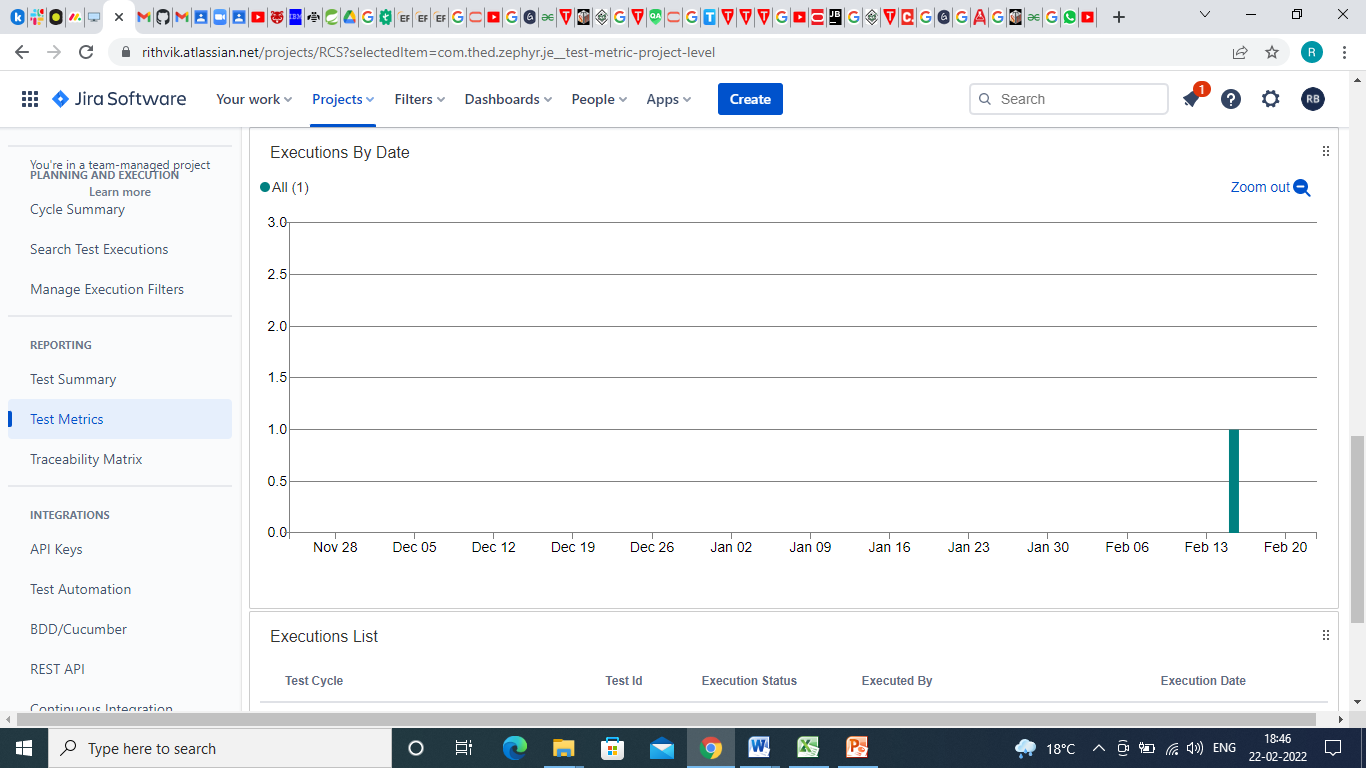 rithvik.atlassian.net/projects/RCS?selectedItem=com.thed.zephyr.je__test-metric-project-level
R
Jira Software
Your work
Projects
Filters
Dashboards
People
Apps
Create
Search
1
RB
You're in a team-managed project
PLANNING AND EXECUTION
Learn more
Cycle Summary
Search Test Executions
Manage Execution Filters
REPORTING
Test Summary
Test Metrics
Traceability Matrix
INTEGRATIONS
API Keys
Test Automation
BDD/Cucumber
REST API
Continuous Integration
Executions By Date
All (1)
Zoom out
3.0
2.5
2.0
1.5
1.0
0.5
0.0
Nov 28 Dec 05 Dec 12 Dec 19 Dec 26 Jan 02 Jan 09 Jan 16 Jan 23 Jan 30 Feb 06 Feb 13 Feb 20
Executions List
Test Cycle Test Id Execution Status Executed By Execution Date
Type here to search
18°C
ENG
18:46
22-02-2022